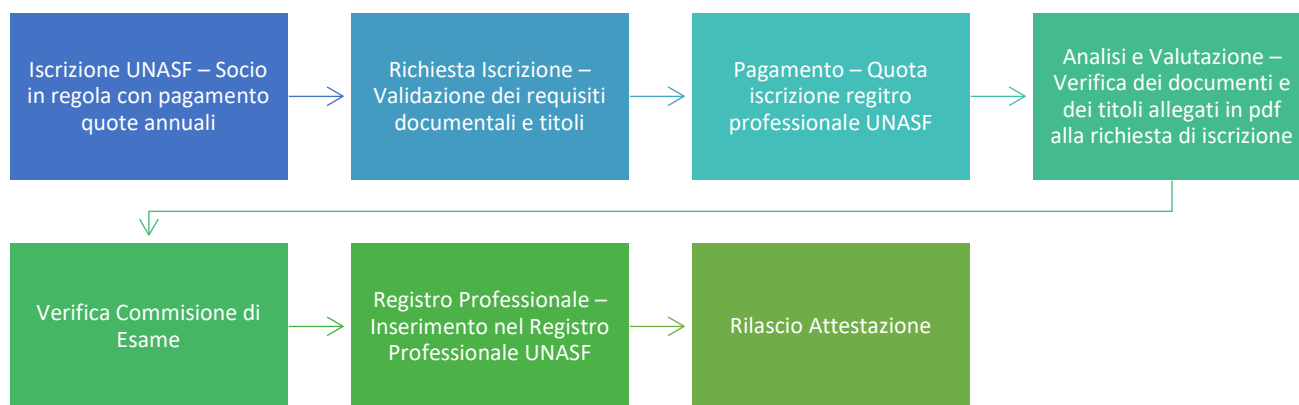 Iscrizione UNASF – Socio
in regola con pagamento
quote annuali
Richiesta Iscrizione –
Validazione dei requisiti
documentali e titoli
Pagamento – Quota
iscrizione regitro
professionale UNASF
Analisi e Valutazione –
Verifica dei documenti e
dei titoli allegati in pdf
alla richiesta di iscrizione
Verifica Commisione di
Esame
Registro Professionale –
Inserimento nel Registro
Professionale UNASF
Rilascio Attestazione